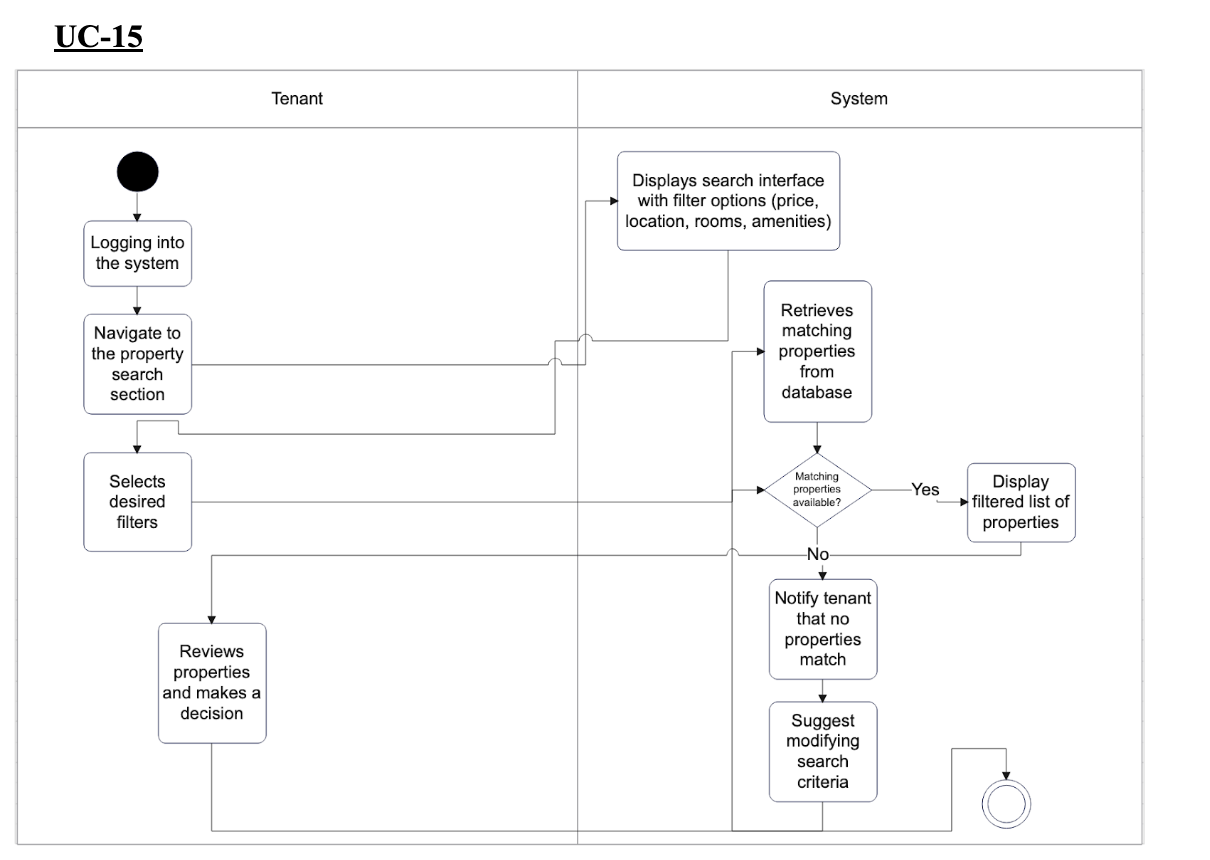 UC-15
Tenant
System
Logging into
the system
Navigate to
the property
search
section
Selects
desired
filters
Reviews
properties
and makes a
decision
Displays search interface
with filter options (price,
location, rooms, amenities)
Retrieves
matching
properties
from
database
Matching
properties
available?
Yes
Display
filtered list of
properties
No
Notify tenant
that no
properties
match
Suggest
modifying
search
criteria